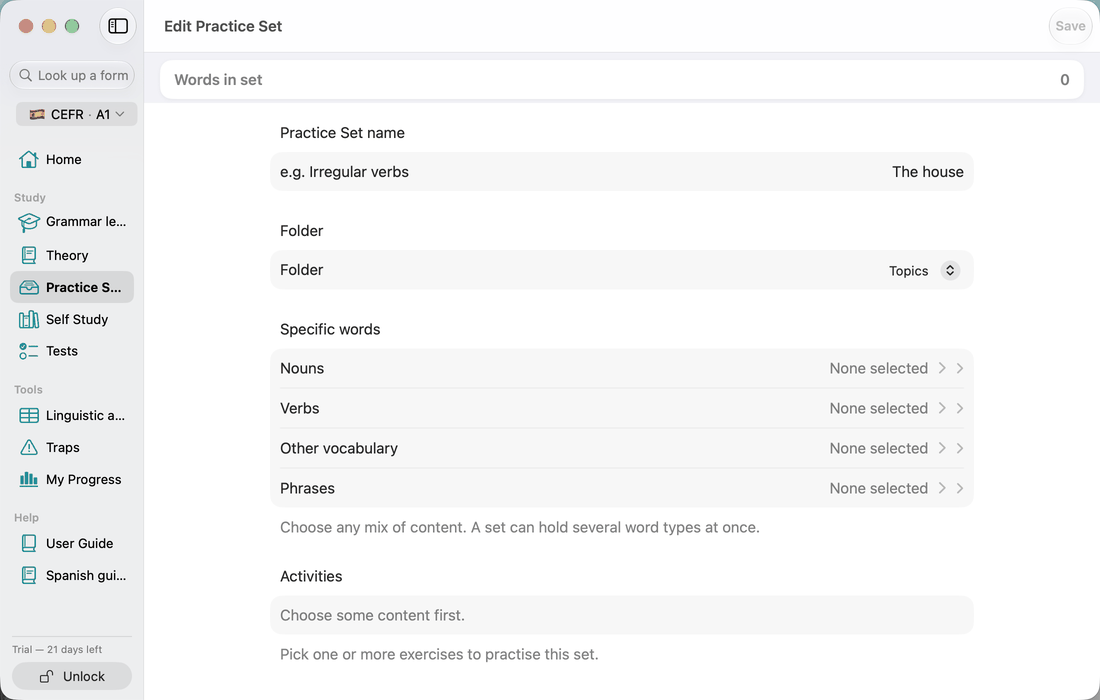 Edit Practice Set
Save
Look up a form
CEFR · A1
Home
Study
Grammar le...
Theory
Practice S...
Self Study
Tests
Tools
Linguistic a...
Traps
My Progress
Help
User Guide
Spanish gui...
Trial — 21 days left
Unlock
Words in set 0
Practice Set name
e.g. Irregular verbs The house
Folder
Folder Topics
Specific words
Nouns None selected
Verbs None selected
Other vocabulary None selected
Phrases None selected
Choose any mix of content. A set can hold several word types at once.
Activities
Choose some content first.
Pick one or more exercises to practise this set.